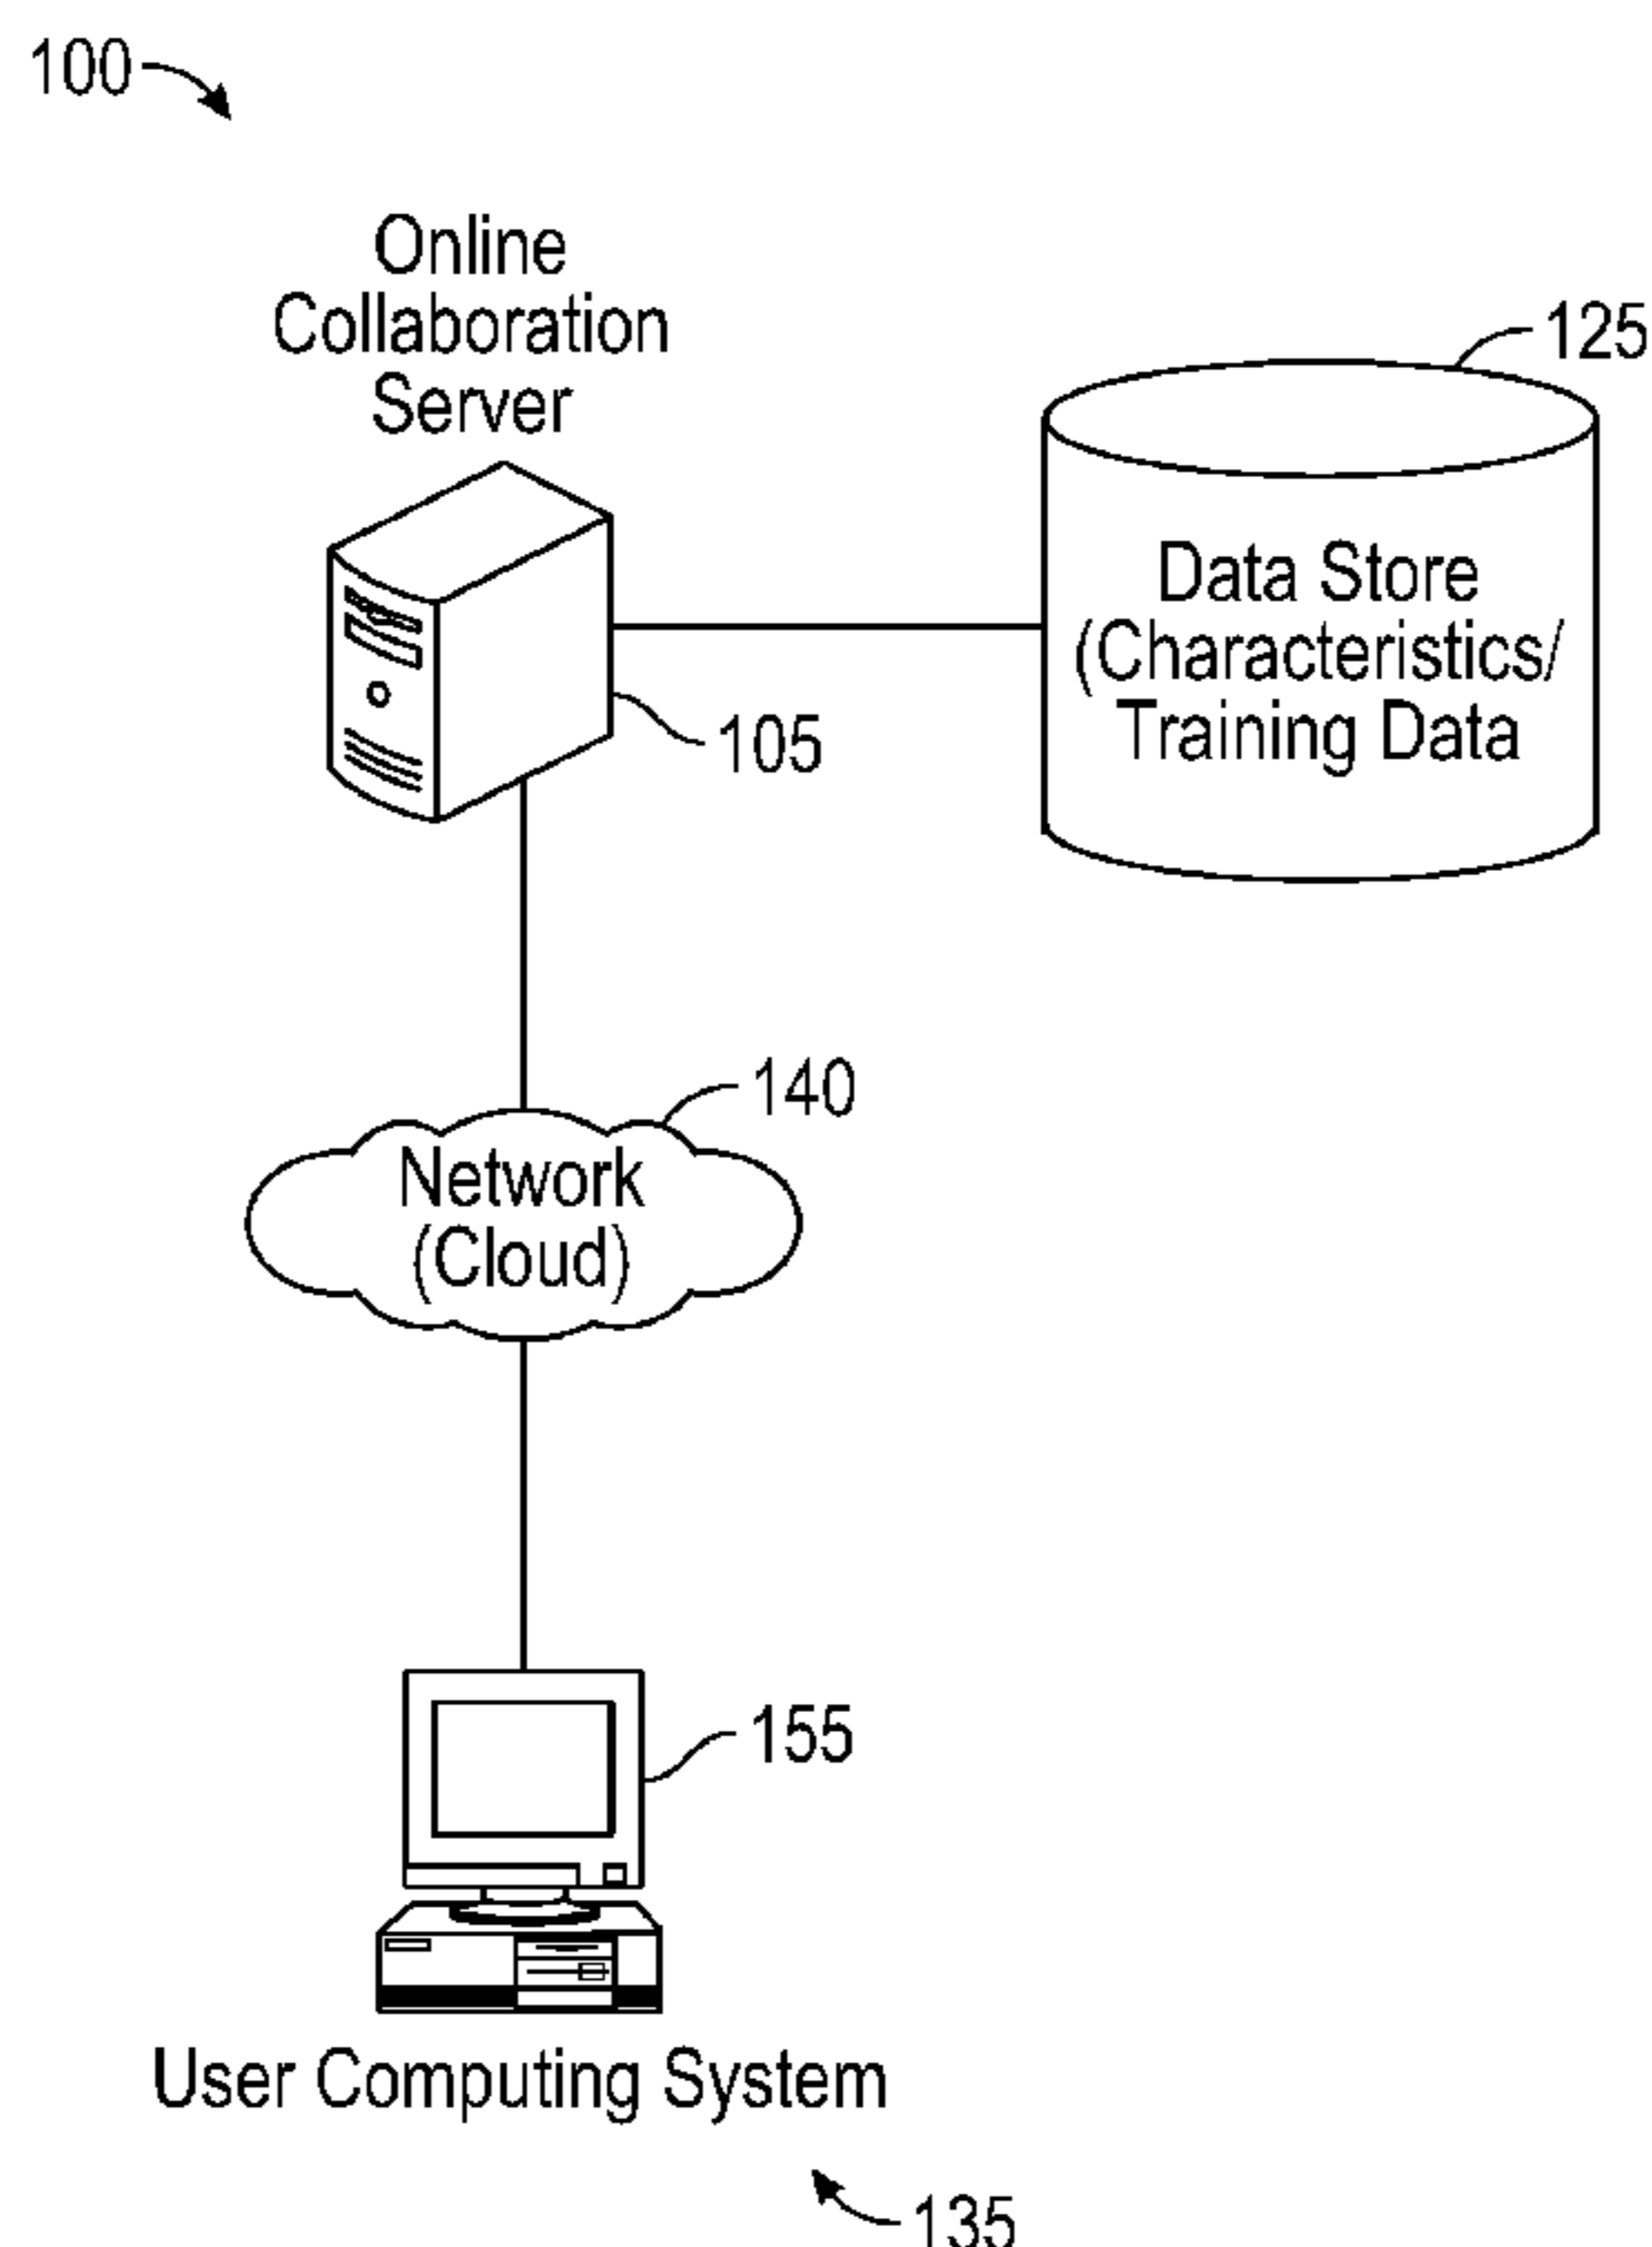 100
Online
Collaboration
Server
125
Data Store
(Characteristics/
Training Data
105
140
Network
(Cloud)
155
User Computing System
135